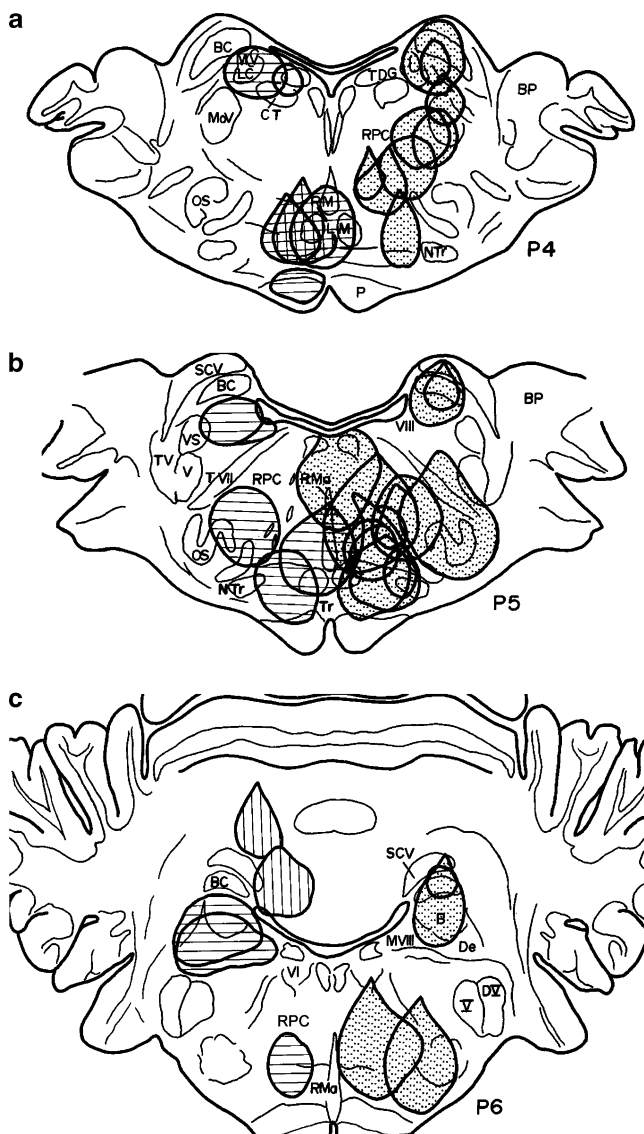 a
BC
MV
LC
TDG
BP
MoV
CT
RPC
OS
RM
L M
NTr
P
P4
b
SCV
BC
BP
VIII
VS
TV
V
T VII
RPC
RMa
OS
NTr
Tr
P5
c
SCV
BC
B
MVIII
De
VI
V
DV
RPC
RMa
P6